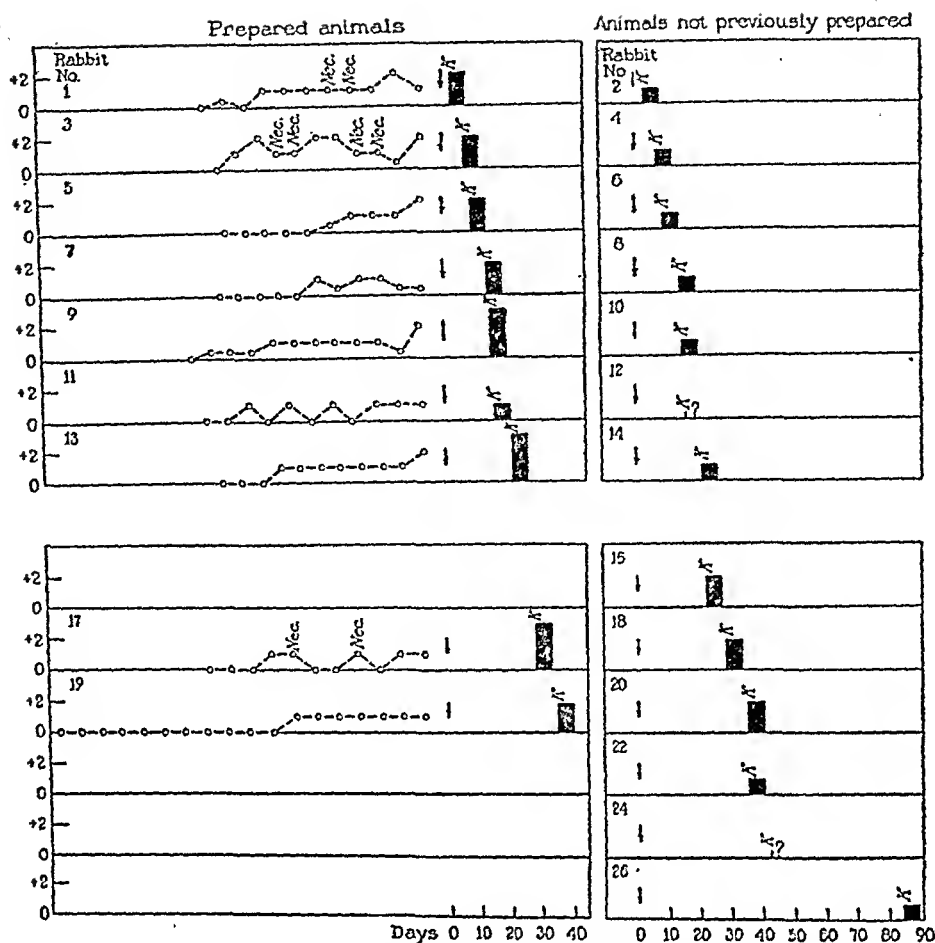 Prepared animals
Animals not previously prepared
Rabbit No.
+2
0
1
Nec. Nec.
K
Rabbit No
2
K
+2
0
3
Nec. Nec. Nec. Nec.
K
4
K
+2
0
5
K
6
K
+2
0
7
K
8
K
+2
0
9
K
10
K
+2
0
11
K
12
K?
+2
0
13
K
14
K
+2
0
15
K
+2
0
17
Nec. Nec.
K
18
K
+2
0
19
K
20
K
+2
0
22
K
+2
0
24
K?
+2
0
26
K
Days 0 10 20 30 40
0 10 20 30 40 50 60 70 80 90